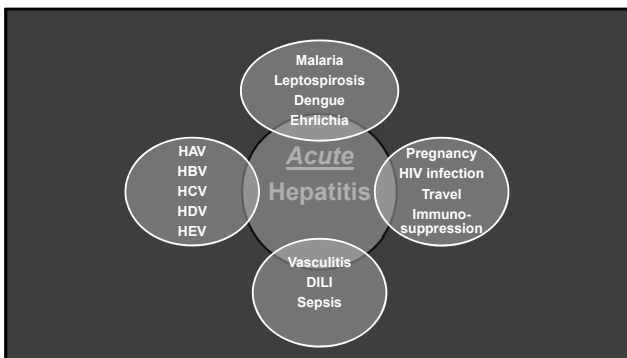 Malaria
Leptospirosis
Dengue
Ehrlichia
HAV
HBV
HCV
HDV
HEV
Acute
Hepatitis
Pregnancy
HIV infection
Travel
Immuno-
suppression
Vasculitis
DILI
Sepsis